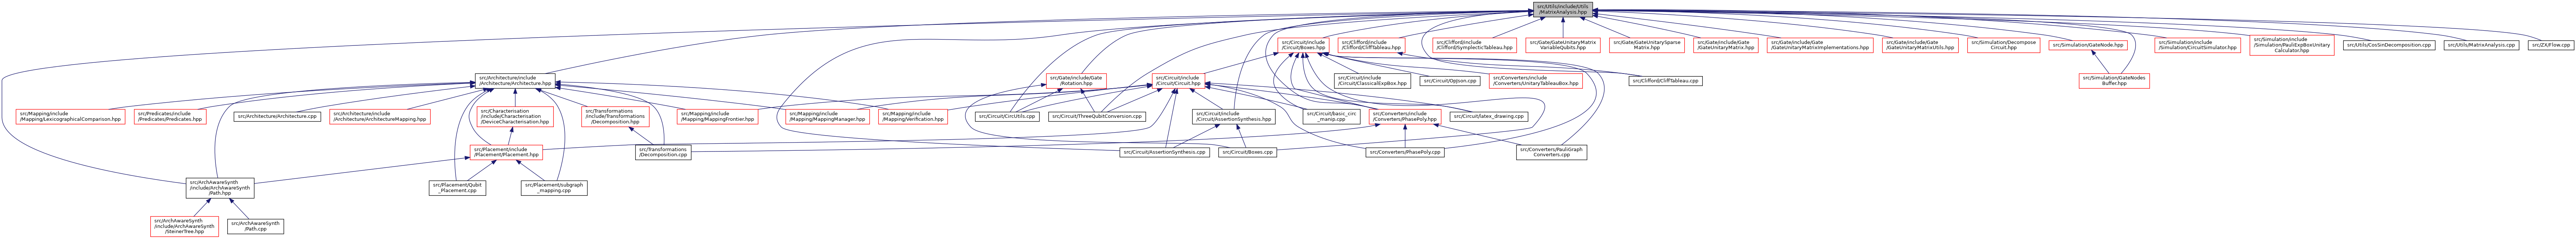 src/Utils/include/Utils
/MatrixAnalysis.hpp
src/Circuit/include
/Circuit/Boxes.hpp
src/Clifford/include
/Clifford/CliffTableau.hpp
src/Clifford/include
/Clifford/SymplecticTableau.hpp
src/Gate/GateUnitaryMatrix
VariableQubits.hpp
src/Gate/GateUnitarySparse
Matrix.hpp
src/Gate/include/Gate
/GateUnitaryMatrix.hpp
src/Gate/include/Gate
/GateUnitaryMatrixImplementations.hpp
src/Gate/include/Gate
/GateUnitaryMatrixUtils.hpp
src/Simulation/Decompose
Circuit.hpp
src/Simulation/GateNode.hpp
src/Simulation/include
/Simulation/CircuitSimulator.hpp
src/Simulation/include
/Simulation/PauliExpBoxUnitary
Calculator.hpp
src/Utils/CosSinDecomposition.cpp
src/Utils/MatrixAnalysis.cpp
src/ZX/Flow.cpp
src/Architecture/include
/Architecture/Architecture.hpp
src/Gate/include/Gate
/Rotation.hpp
src/Circuit/include
/Circuit/Circuit.hpp
src/Circuit/include
/Circuit/ClassicalExpBox.hpp
src/Circuit/OpJson.cpp
src/Converters/include
/Converters/UnitaryTableauBox.hpp
src/Clifford/CliffTableau.cpp
src/Simulation/GateNodes
Buffer.hpp
src/Mapping/include
/Mapping/LexicographicalComparison.hpp
src/Predicates/include
/Predicates/Predicates.hpp
src/Architecture/Architecture.cpp
src/Architecture/include
/Architecture/ArchitectureMapping.hpp
src/Characterisation
/include/Characterisation
/DeviceCharacterisation.hpp
src/Transformations
/include/Transformations
/Decomposition.hpp
src/Mapping/include
/Mapping/MappingFrontier.hpp
src/Mapping/include
/Mapping/MappingManager.hpp
src/Mapping/include
/Mapping/Verification.hpp
src/Circuit/CircUtils.cpp
src/Circuit/ThreeQubitConversion.cpp
src/Circuit/include
/Circuit/AssertionSynthesis.hpp
src/Circuit/basic_circ
_manip.cpp
src/Converters/include
/Converters/PhasePoly.hpp
src/Circuit/latex_drawing.cpp
src/Placement/include
/Placement/Placement.hpp
src/Transformations
/Decomposition.cpp
src/Circuit/AssertionSynthesis.cpp
src/Circuit/Boxes.cpp
src/Converters/PhasePoly.cpp
src/Converters/PauliGraph
Converters.cpp
src/ArchAwareSynth
/include/ArchAwareSynth
/Path.hpp
src/Placement/Qubit
_Placement.cpp
src/Placement/subgraph
_mapping.cpp
src/ArchAwareSynth
/include/ArchAwareSynth
/SteinerTree.hpp
src/ArchAwareSynth
/Path.cpp